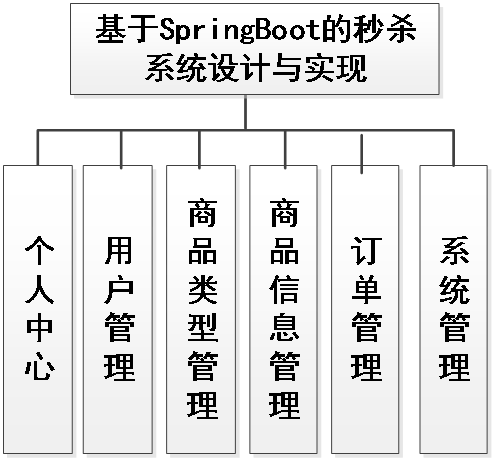 基于SpringBoot的秒杀
系统设计与实现
个人中心
用户管理
商品类型管理
商品信息管理
订单管理
系统管理